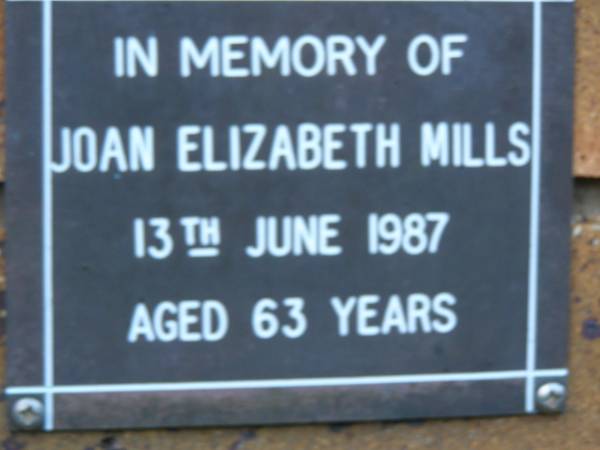 IN MEMORY OF
JOAN ELIZABETH MILLS
13TH JUNE 1987
AGED 63 YEARS